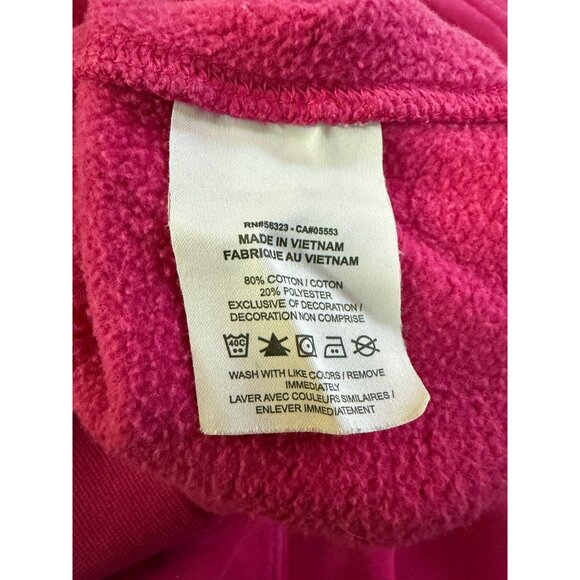 RN#56323 - CA#05553
MADE IN VIETNAM
FABRIQUE AU VIETNAM
80% COTTON / COTON
20% POLYESTER
EXCLUSIVE OF DECORATION /
DECORATION NON COMPRISE
40C
WASH WITH LIKE COLORS / REMOVE
IMMEDIATELY
LAVER AVEC COULEURS SIMILAIRES /
ENLEVER IMMEDIATEMENT